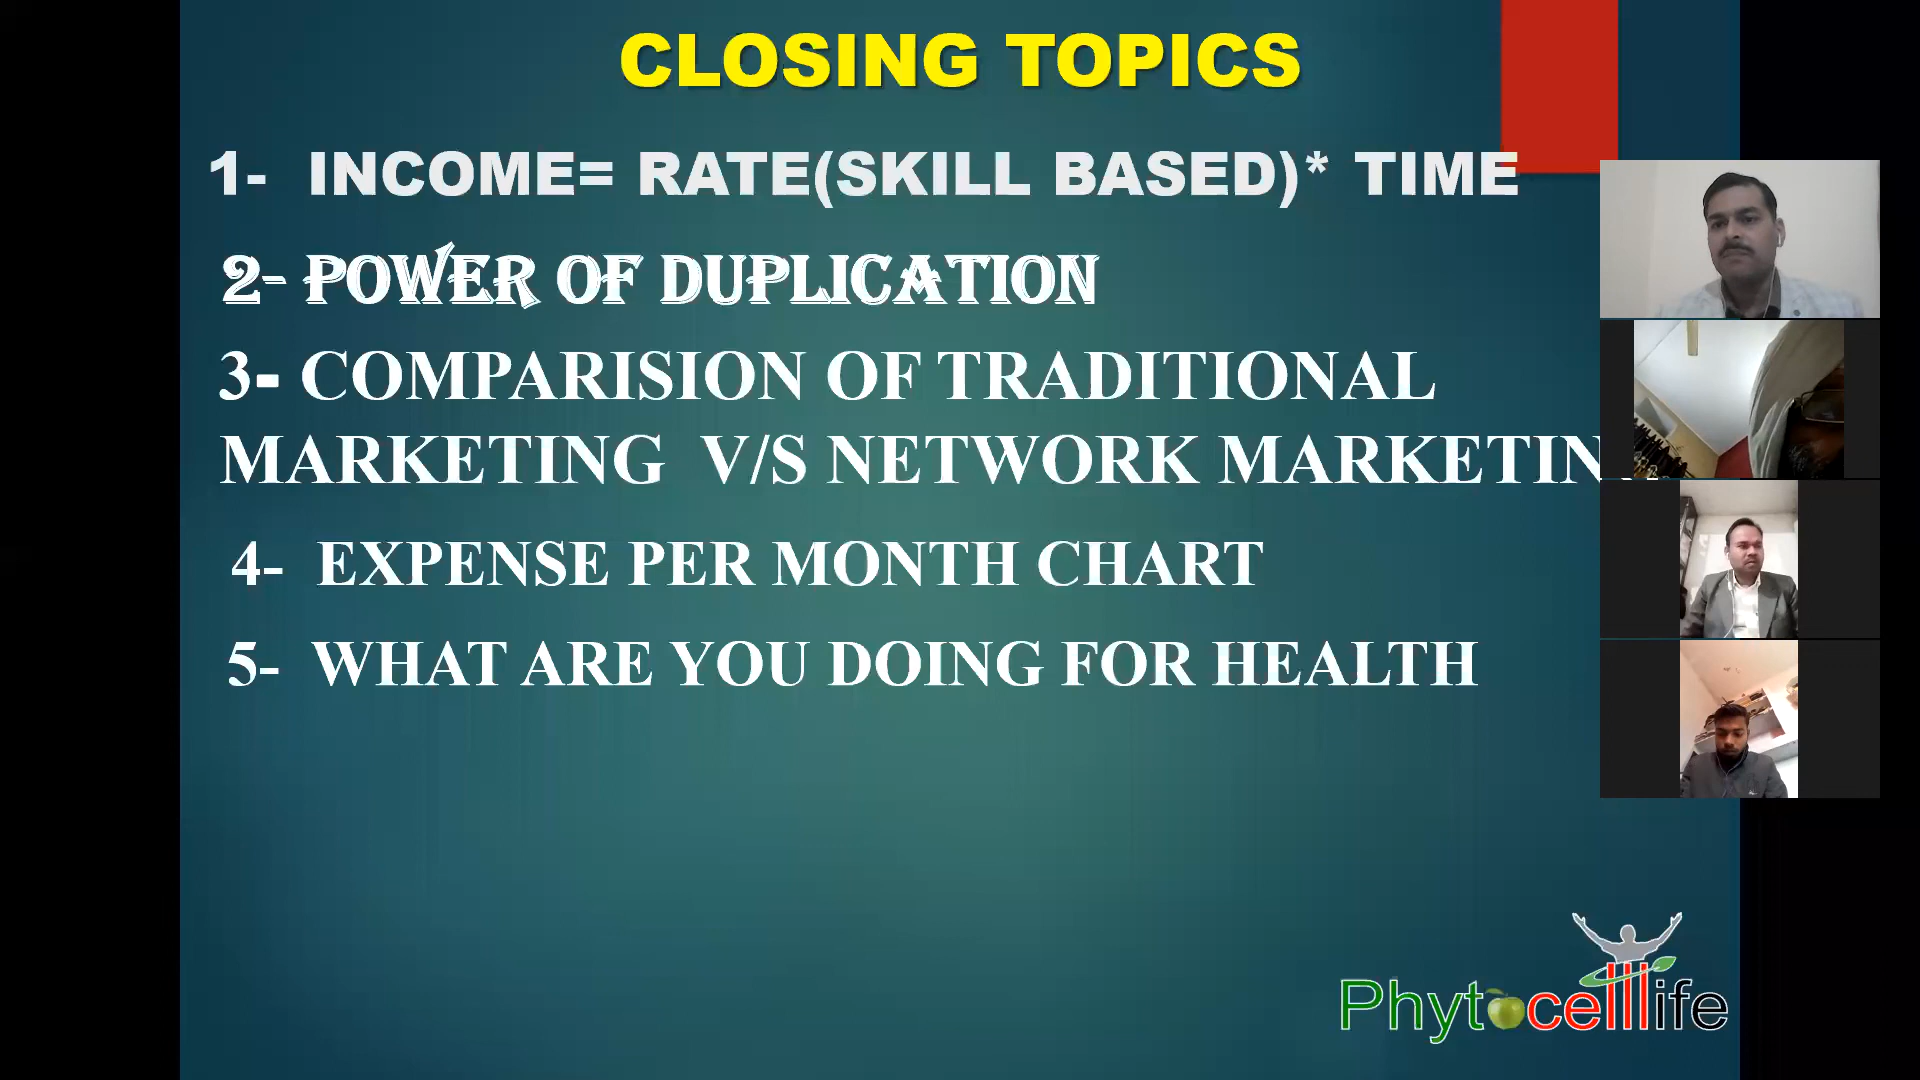 CLOSING TOPICS
1- INCOME= RATE(SKILL BASED)* TIME
2- POWER OF DUPLICATION
3- COMPARISION OF TRADITIONAL
MARKETING V/S NETWORK
4- EXPENSE PER MONTH CHART
5- WHAT ARE YOU DOING FOR HEALTH
Phytocelllife